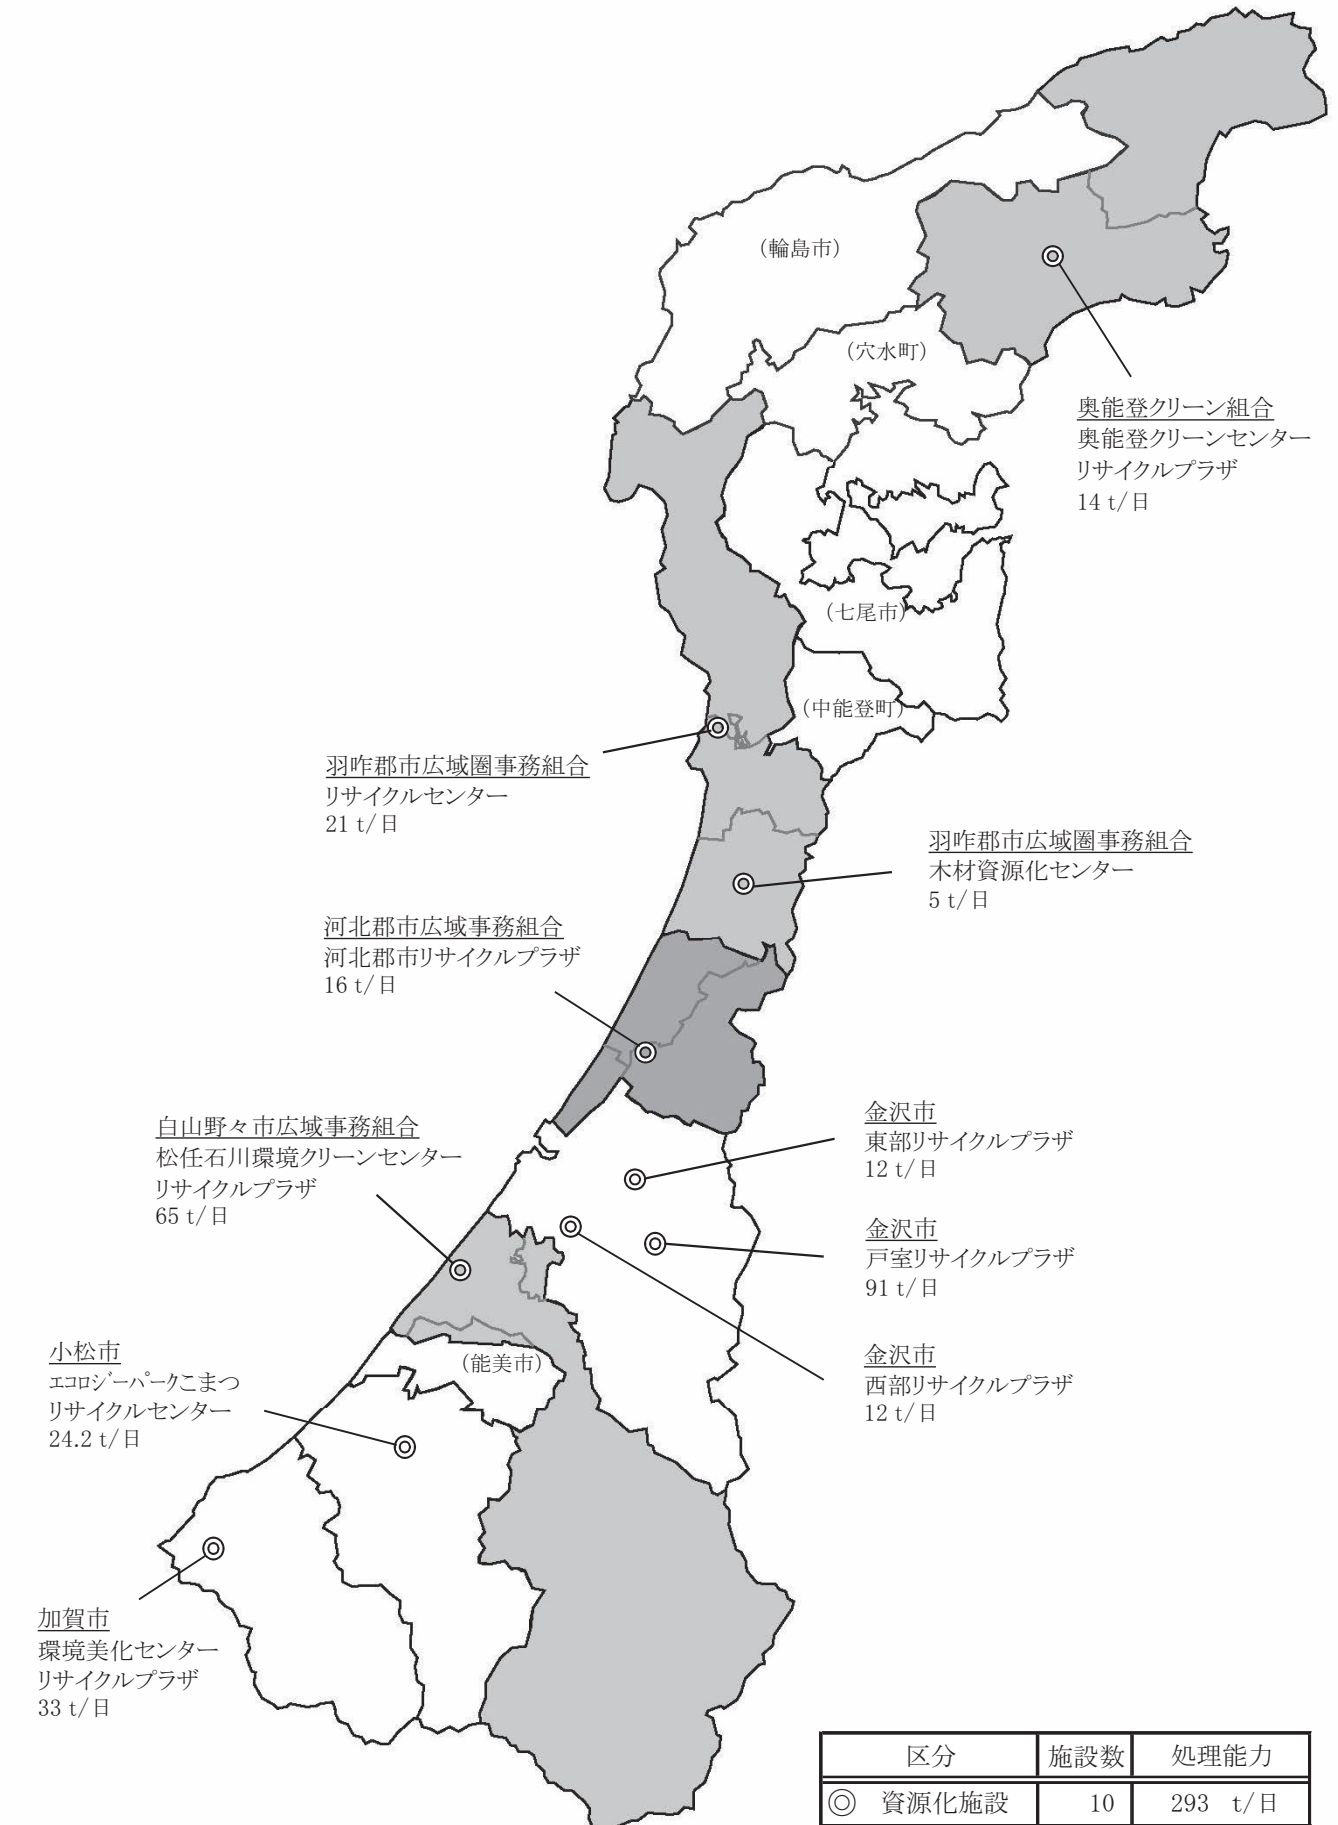 (輪島市)
(穴水町)
奥能登クリーン組合
奥能登クリーンセンター
リサイクルプラザ
14 t/日
(七尾市)
(中能登町)
羽咋郡市広域圏事務組合
リサイクルセンター
21 t/日
羽咋郡市広域圏事務組合
木材資源化センター
5 t/日
河北郡市広域事務組合
河北郡市リサイクルプラザ
16 t/日
金沢市
東部リサイクルプラザ
12 t/日
白山野々市広域事務組合
松任石川環境クリーンセンター
リサイクルプラザ
65 t/日
金沢市
戸室リサイクルプラザ
91 t/日
金沢市
西部リサイクルプラザ
12 t/日
(能美市)
小松市
エコロジーパークこまつ
リサイクルセンター
24.2 t/日
加賀市
環境美化センター
リサイクルプラザ
33 t/日
区分 施設数 処理能力
◎ 資源化施設 10 293 t/日